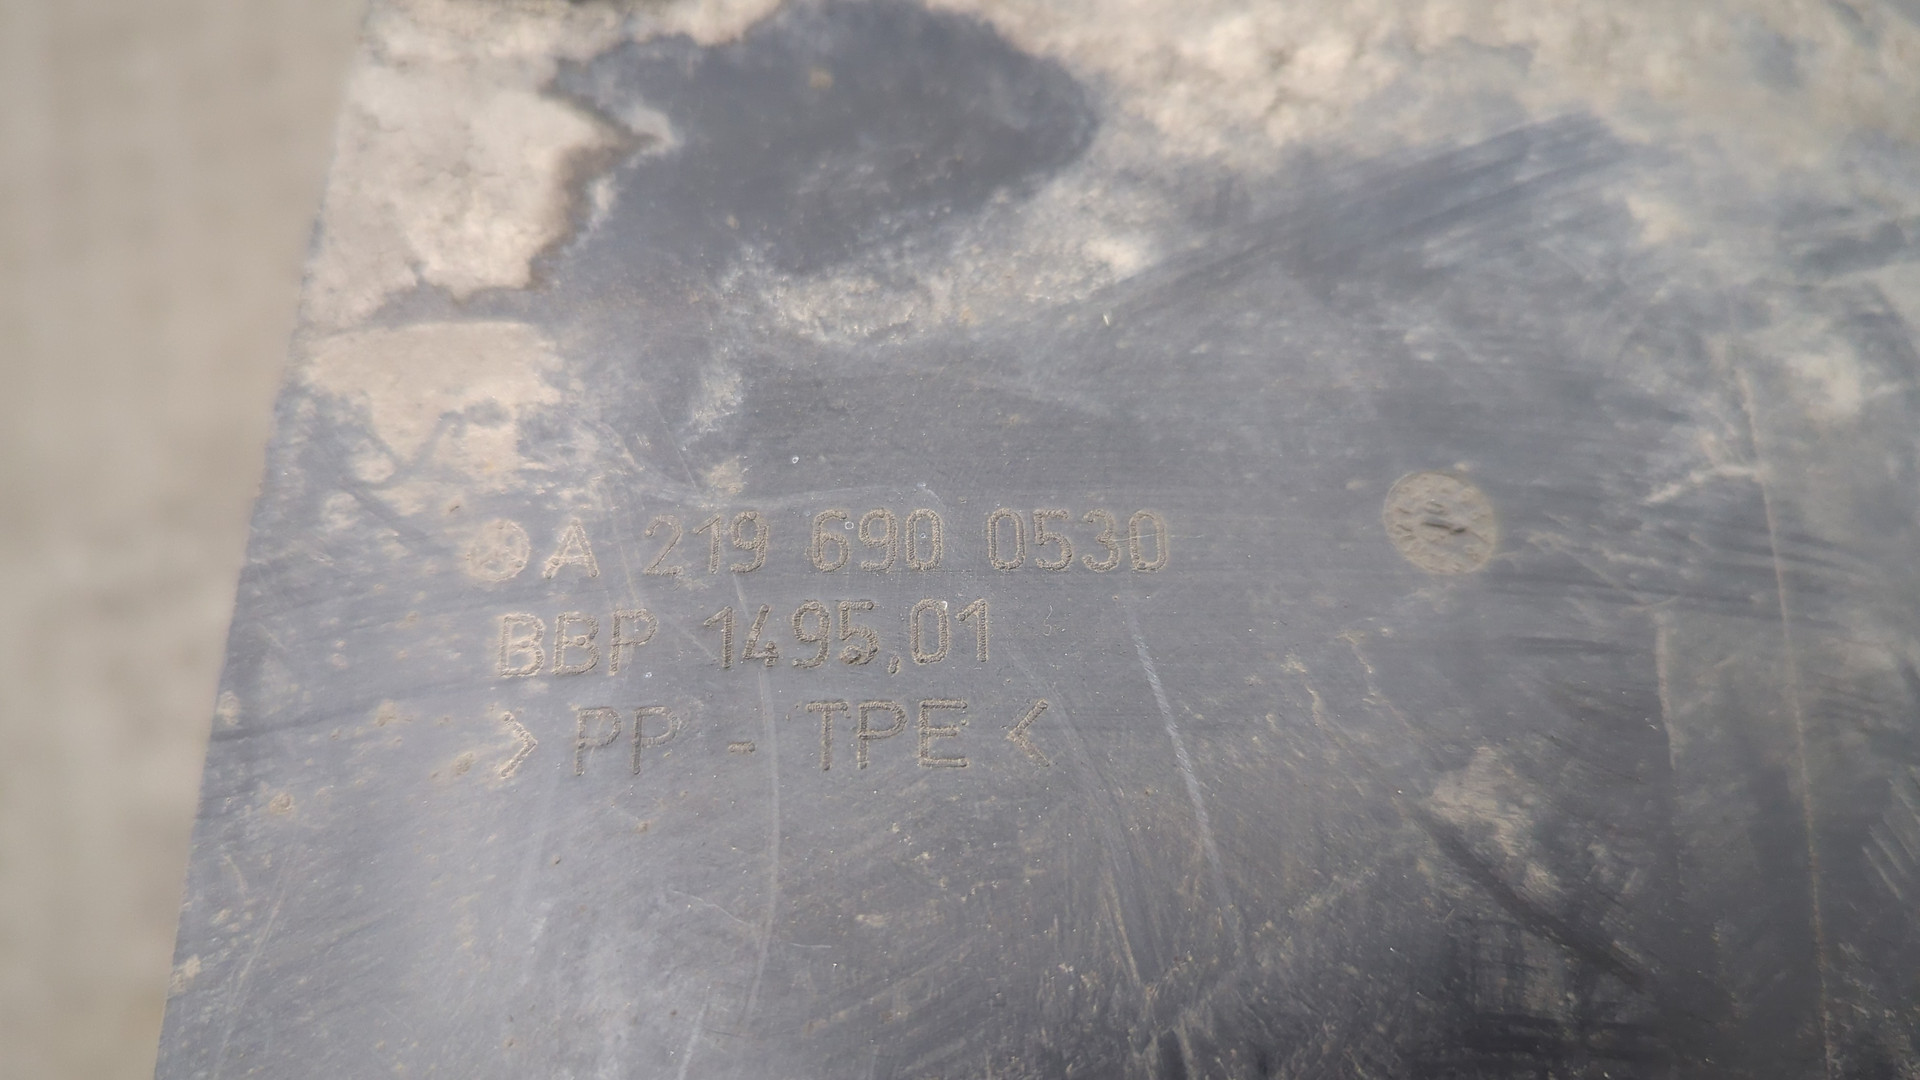 A 219 690 0530
BBP 1495,01
> PP - TPE <